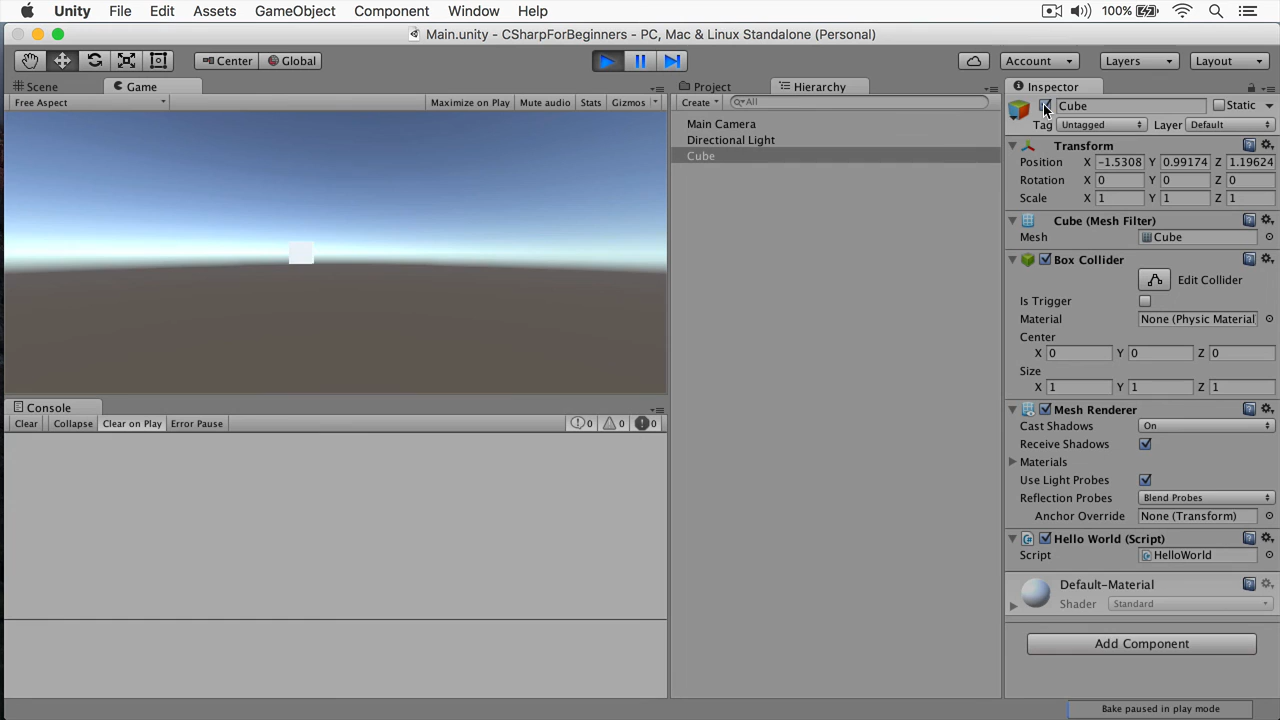 Unity File Edit Assets GameObject Component Window Help 100%
Main.unity - CSharpForBeginners - PC, Mac & Linux Standalone (Personal)
Center Global Account Layers Layout
Scene Game Project Hierarchy Inspector
Free Aspect Maximize on Play Mute audio Stats Gizmos Create All
Cube Static
Main Camera
Tag Untagged Layer Default
Directional Light
Transform
Cube
Position X -1.5308 Y 0.99174 Z 1.19624
Rotation X 0 Y 0 Z 0
Scale X 1 Y 1 Z 1
Cube (Mesh Filter)
Mesh Cube
Box Collider
Edit Collider
Is Trigger
Material None (Physic Material)
Center
X 0 Y 0 Z 0
Size
X 1 Y 1 Z 1
Console
Clear Collapse Clear on Play Error Pause 0 0 0
Mesh Renderer
Cast Shadows On
Receive Shadows
Materials
Use Light Probes
Reflection Probes Blend Probes
Anchor Override None (Transform)
Hello World (Script)
Script HelloWorld
Default-Material
Shader Standard
Add Component
Bake paused in play mode